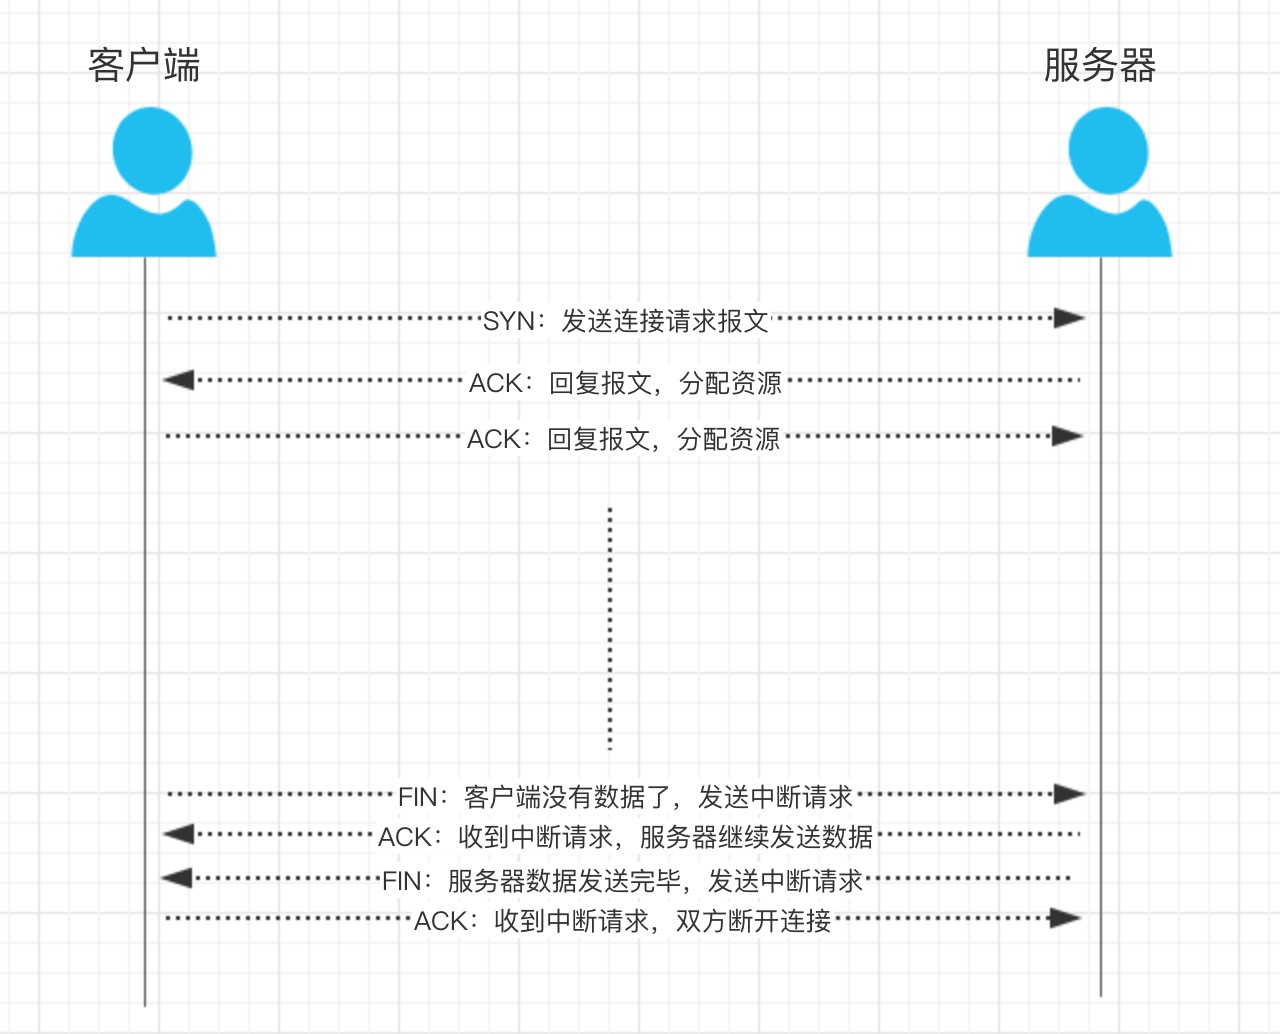 客户端
服务器
SYN：发送连接请求报文
ACK：回复报文，分配资源
ACK：回复报文，分配资源
FIN：客户端没有数据了，发送中断请求
ACK：收到中断请求，服务器继续发送数据
FIN：服务器数据发送完毕，发送中断请求
ACK：收到中断请求，双方断开连接